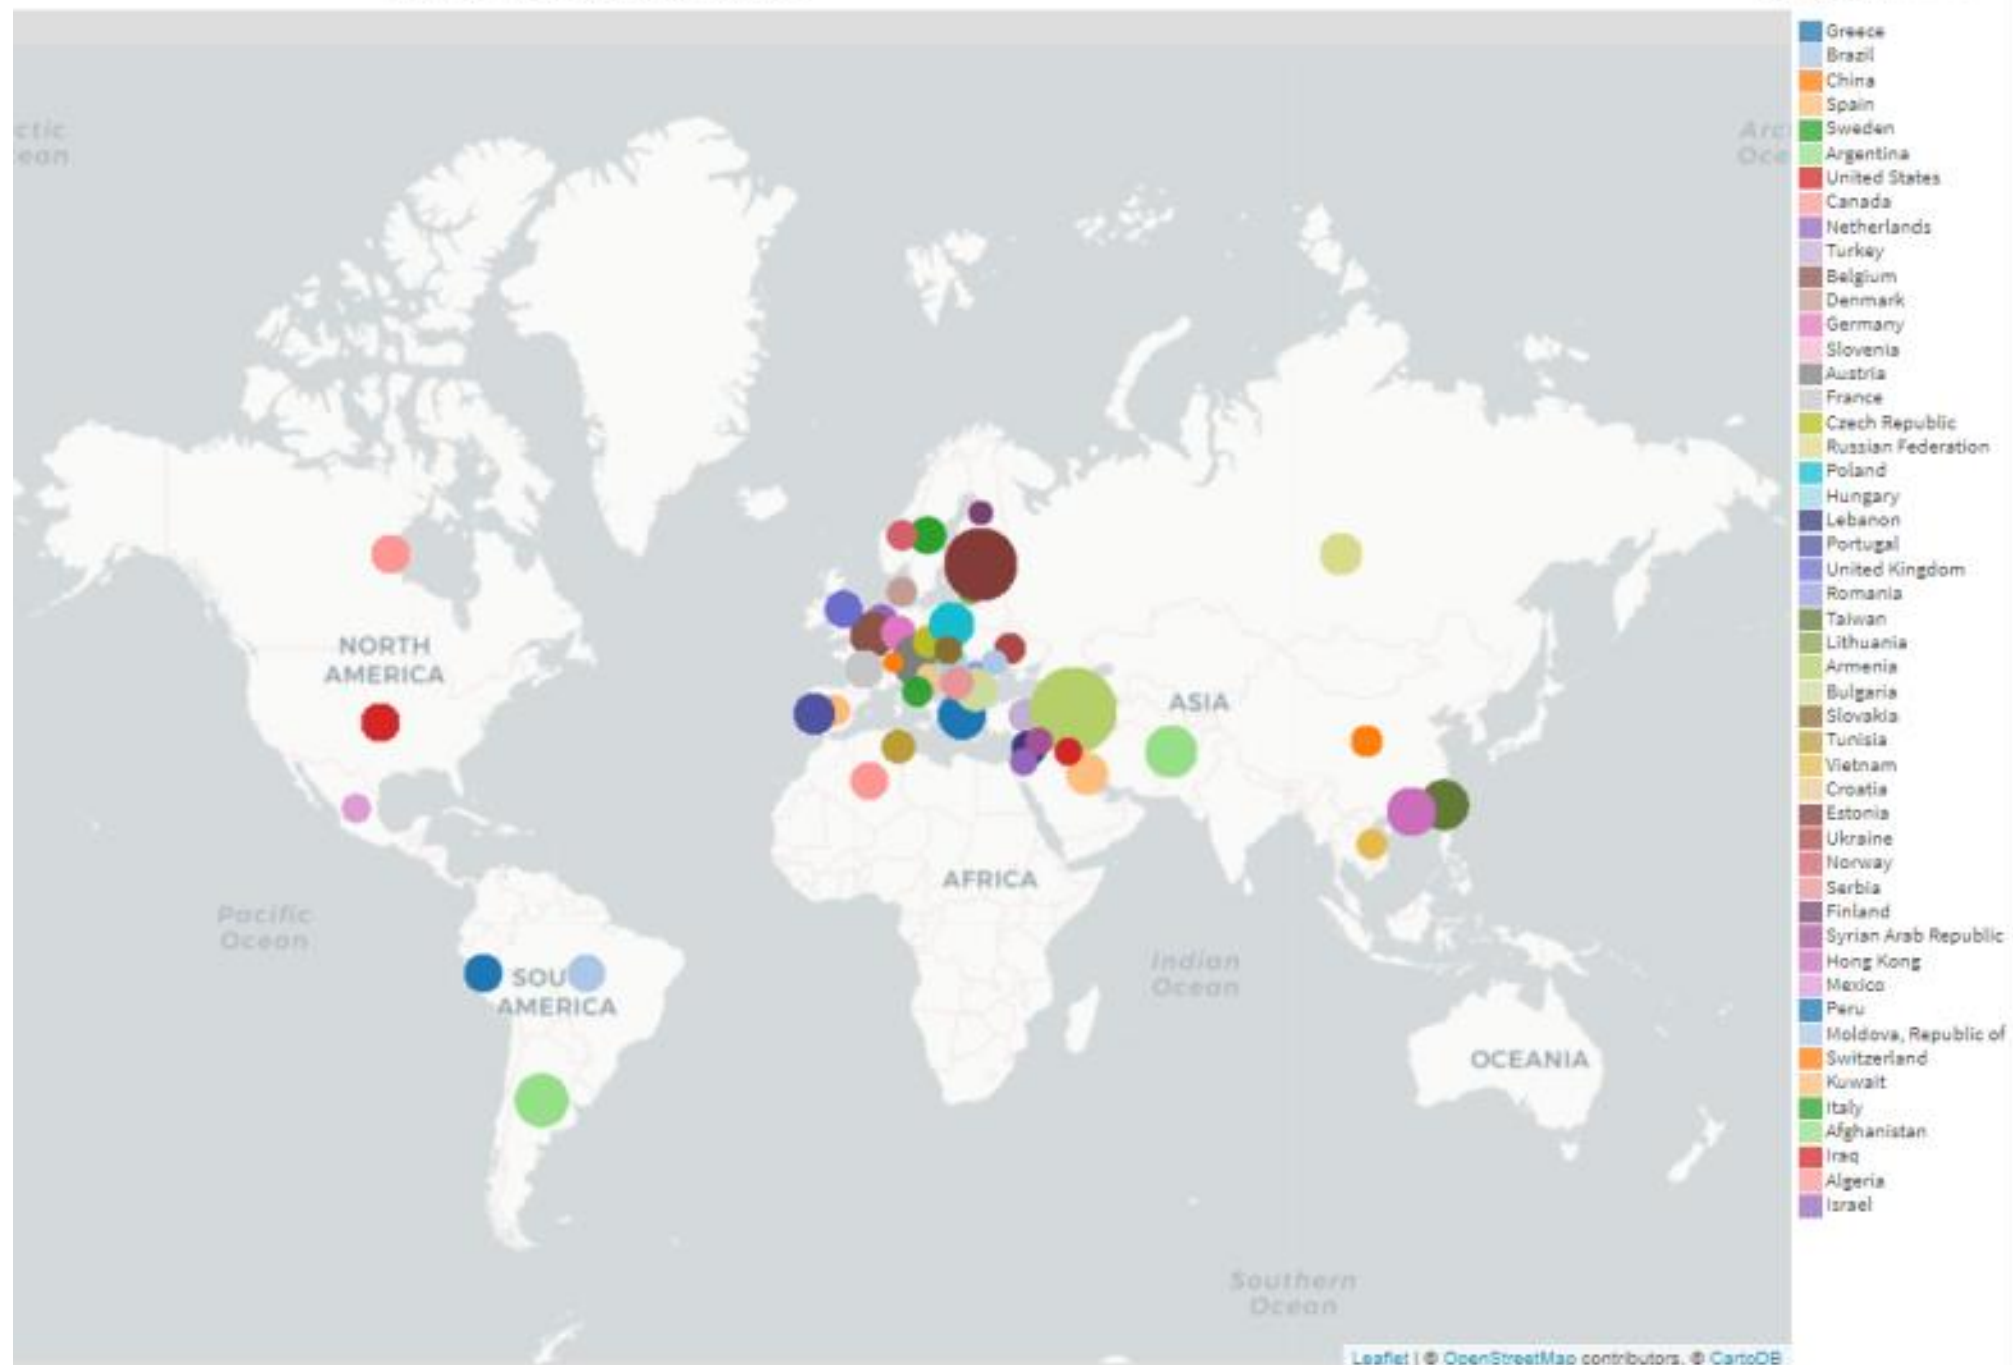 ctic
ean
Arc
Oce
NORTH
AMERICA
ASIA
AFRICA
Pacific
Ocean
SOU
AMERICA
Indian
Ocean
OCEANIA
Southern
Ocean
Leaflet | © OpenStreetMap contributors, © CartoDB
Greece
Brazil
China
Spain
Sweden
Argentina
United States
Canada
Netherlands
Turkey
Belgium
Denmark
Germany
Slovenia
Austria
France
Czech Republic
Russian Federation
Poland
Hungary
Lebanon
Portugal
United Kingdom
Romania
Taiwan
Lithuania
Armenia
Bulgaria
Slovakia
Tunisia
Vietnam
Croatia
Estonia
Ukraine
Norway
Serbia
Finland
Syrian Arab Republic
Hong Kong
Mexico
Peru
Moldova, Republic of
Switzerland
Kuwait
Italy
Afghanistan
Iraq
Algeria
Israel